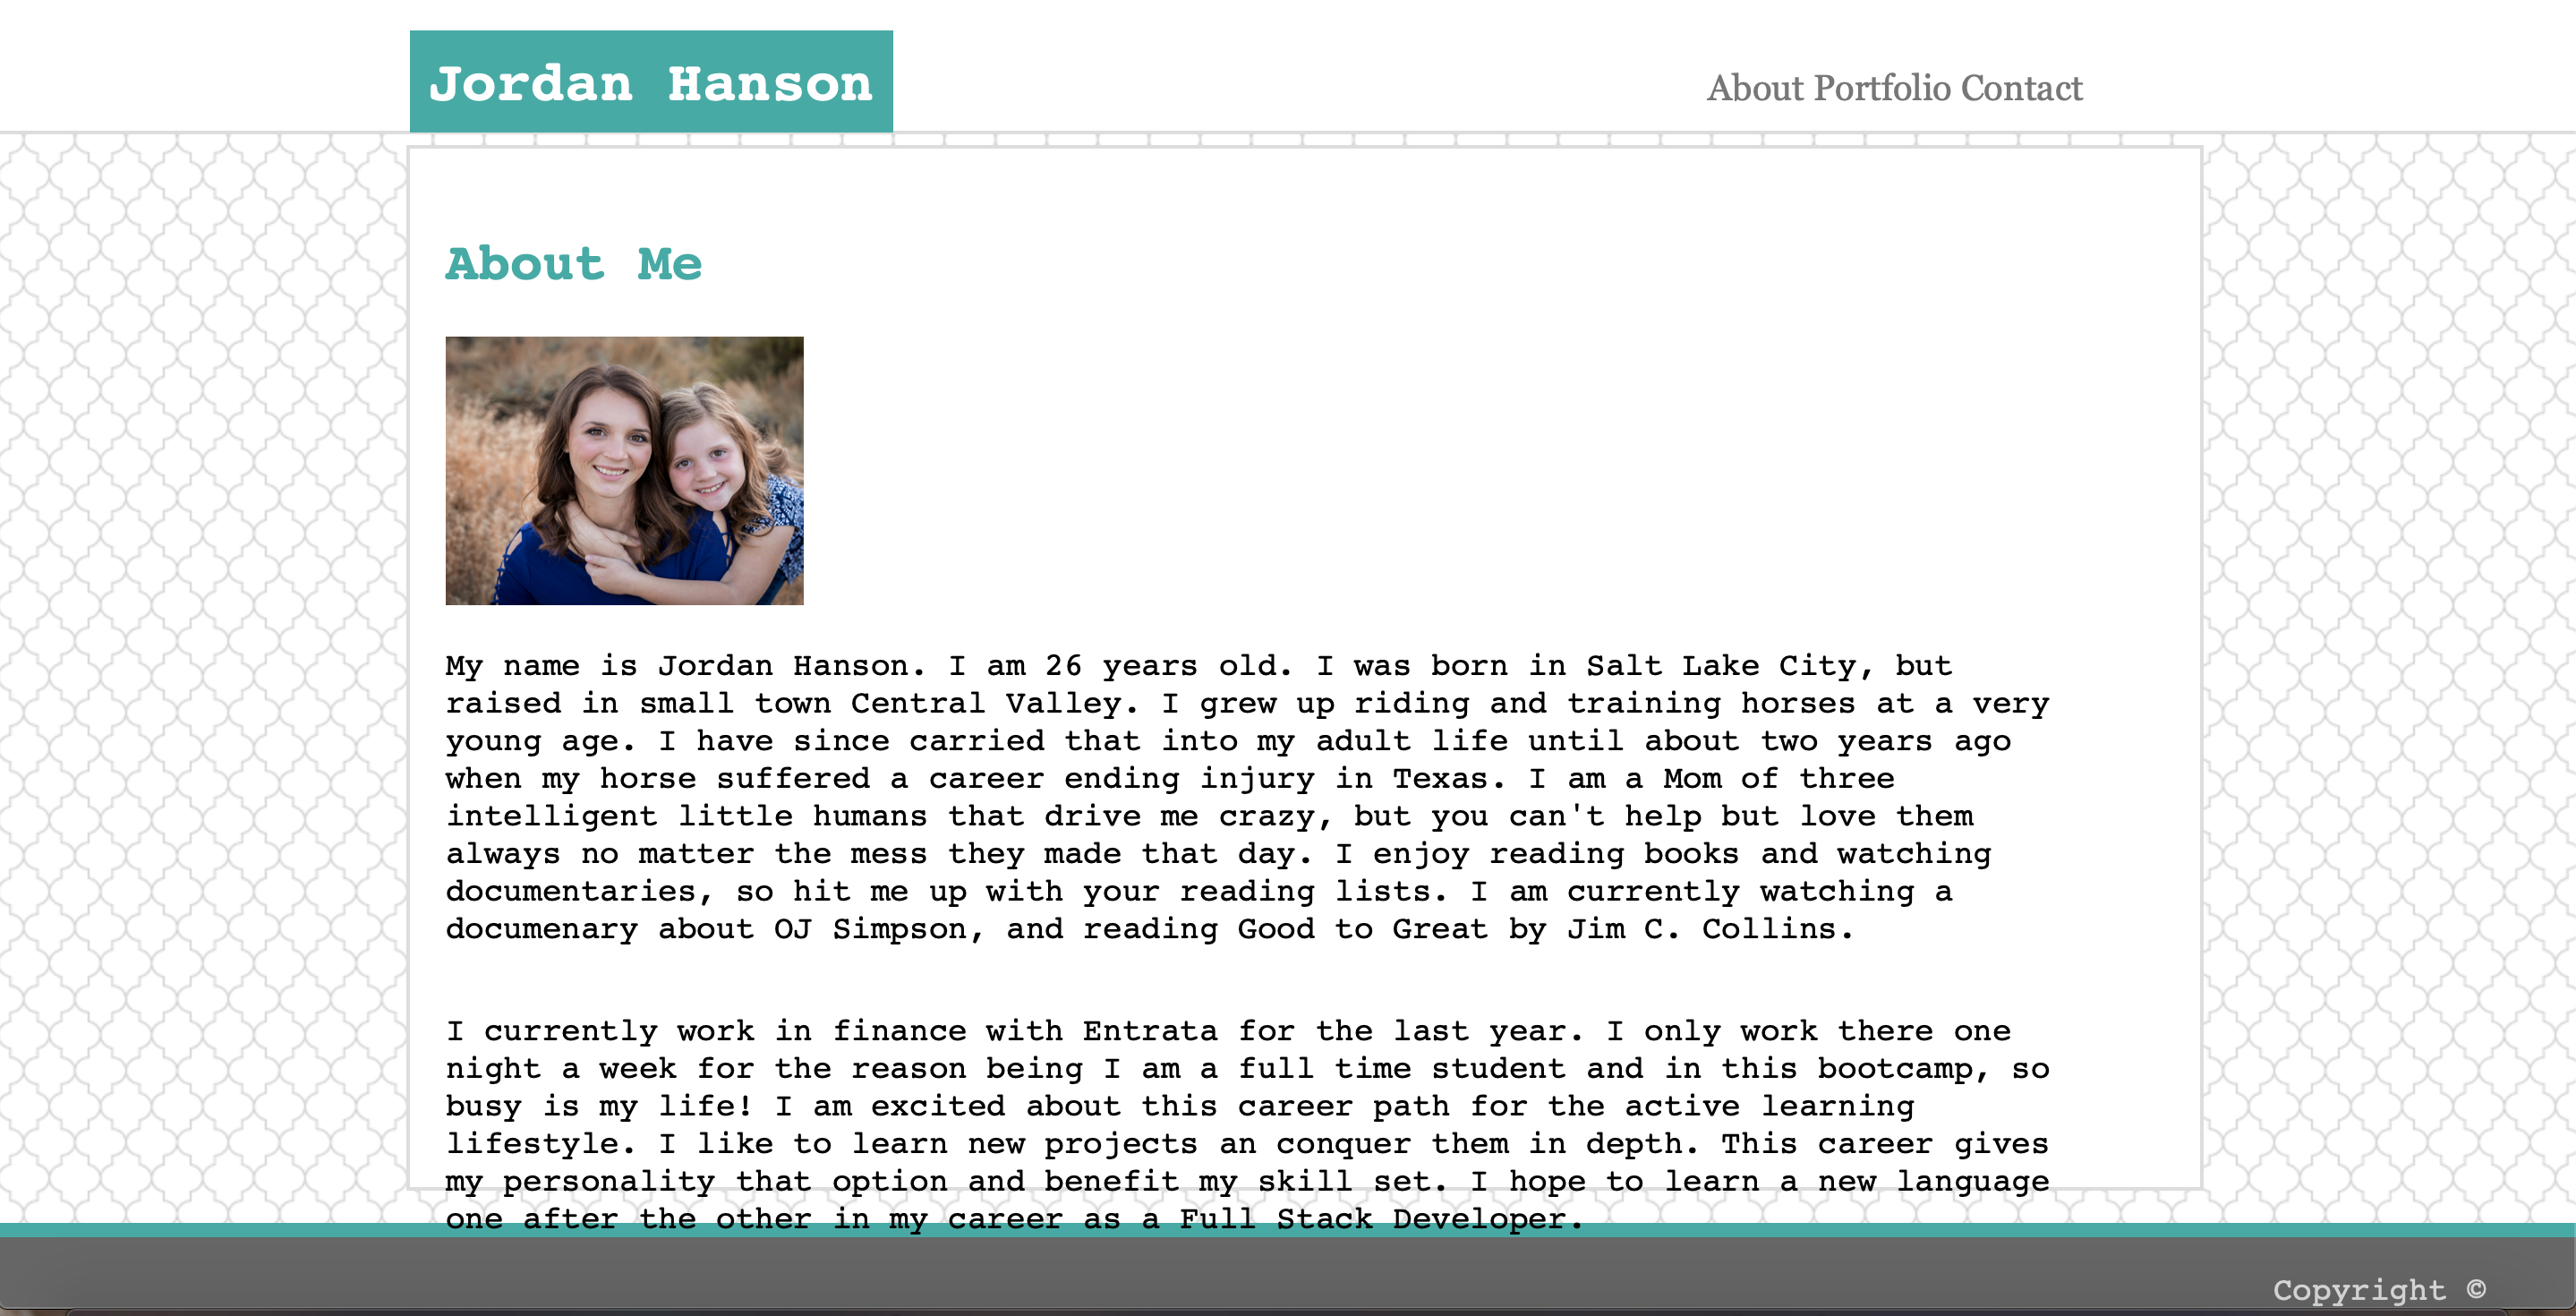 Jordan Hanson
About Portfolio Contact
About Me
My name is Jordan Hanson. I am 26 years old. I was born in Salt Lake City, but
raised in small town Central Valley. I grew up riding and training horses at a very
young age. I have since carried that into my adult life until about two years ago
when my horse suffered a career ending injury in Texas. I am a Mom of three
intelligent little humans that drive me crazy, but you can't help but love them
always no matter the mess they made that day. I enjoy reading books and watching
documentaries, so hit me up with your reading lists. I am currently watching a
documenary about OJ Simpson, and reading Good to Great by Jim C. Collins.
I currently work in finance with Entrata for the last year. I only work there one
night a week for the reason being I am a full time student and in this bootcamp, so
busy is my life! I am excited about this career path for the active learning
lifestyle. I like to learn new projects an conquer them in depth. This career gives
my personality that option and benefit my skill set. I hope to learn a new language
one after the other in my career as a Full Stack Developer.
Copyright ©